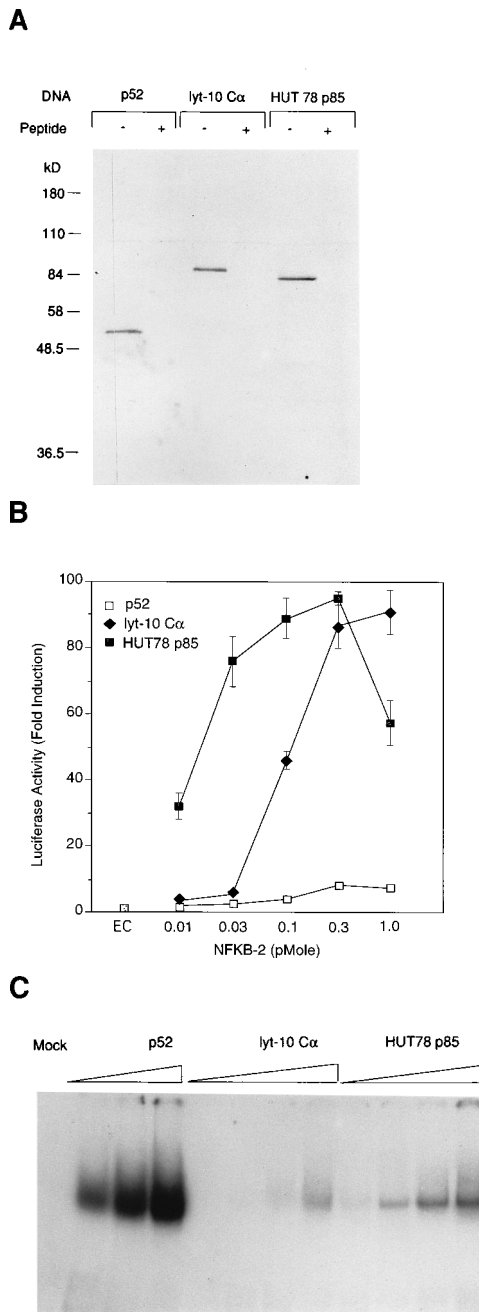 A
DNA p52 lyt-10 Cα HUT 78 p85
Peptide - + - + - +
kD
180
110
84
58
48.5
36.5
B
100
80
60
40
20
0
p52
lyt-10 Cα
HUT78 p85
Luciferase Activity (Fold Induction)
EC 0.01 0.03 0.1 0.3 1.0
NFKB-2 (pMole)
C
Mock p52 lyt-10 Cα HUT78 p85